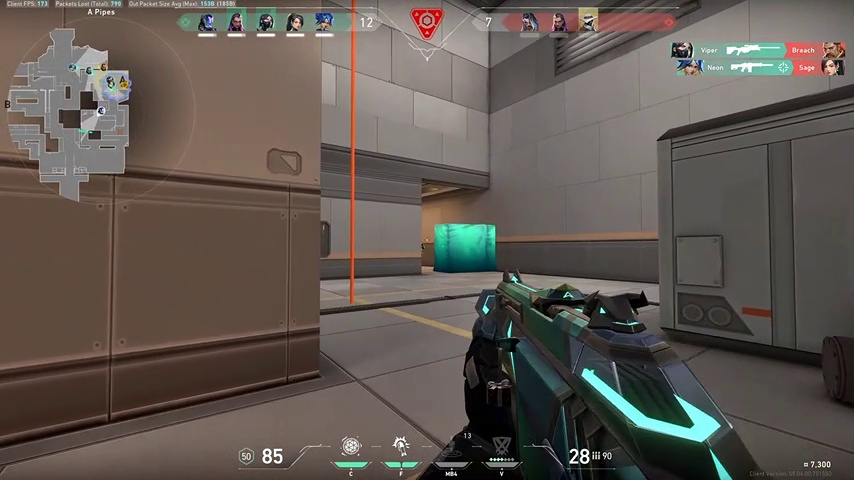 Client FPS: 173 Packets Lost (Total): 790 Out Packet Size Avg (Max): 153B (185B)
A Pipes
12
7
Viper Breach
Neon Sage
B
A
13
50 85
28 90
C F MB4 V
7,300